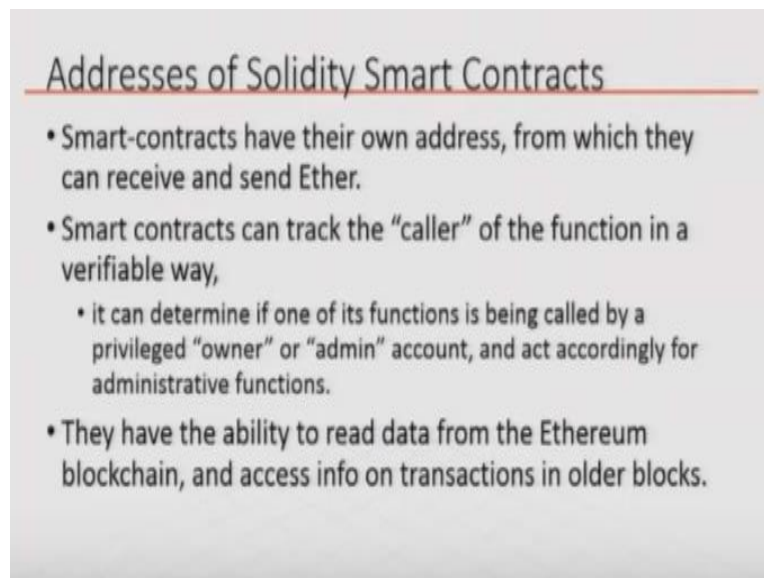 Addresses of Solidity Smart Contracts
• Smart-contracts have their own address, from which they
can receive and send Ether.
• Smart contracts can track the “caller” of the function in a
verifiable way,
• it can determine if one of its functions is being called by a
privileged “owner” or “admin” account, and act accordingly for
administrative functions.
• They have the ability to read data from the Ethereum
blockchain, and access info on transactions in older blocks.